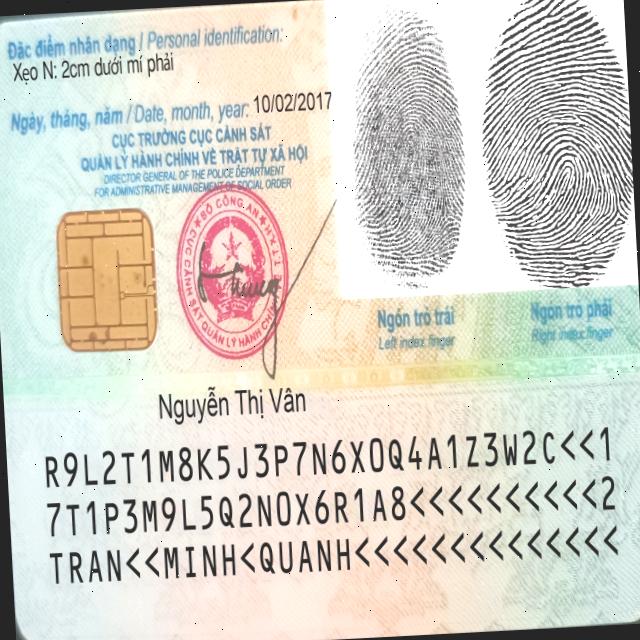 Đặc điểm nhân dạng / Personal identification:
Xẹo N: 2cm dưới mí phải
Ngày, tháng, năm / Date, month, year: 10/02/2017
CỤC TRƯỞNG CỤC CẢNH SÁT
QUẢN LÝ HÀNH CHÍNH VỀ TRẬT TỰ XÃ HỘI
DIRECTOR GENERAL OF THE POLICE DEPARTMENT
FOR ADMINISTRATIVE MANAGEMENT OF SOCIAL ORDER
BỘ CÔNG AN
CỤC CẢNH SÁT QUẢN LÝ HÀNH CHÍNH
Ngón trỏ trái
Left index finger
Ngón trỏ phải
Right index finger
Nguyễn Thị Vân
R9L2T1M8K5J3P7N6X0Q4A1Z3W2C<<1
7T1P3M9L5Q2N0X6R1A8<<<<<<<<<<2
TRAN<<MINH<QUANH<<<<<<<<<<<<<<